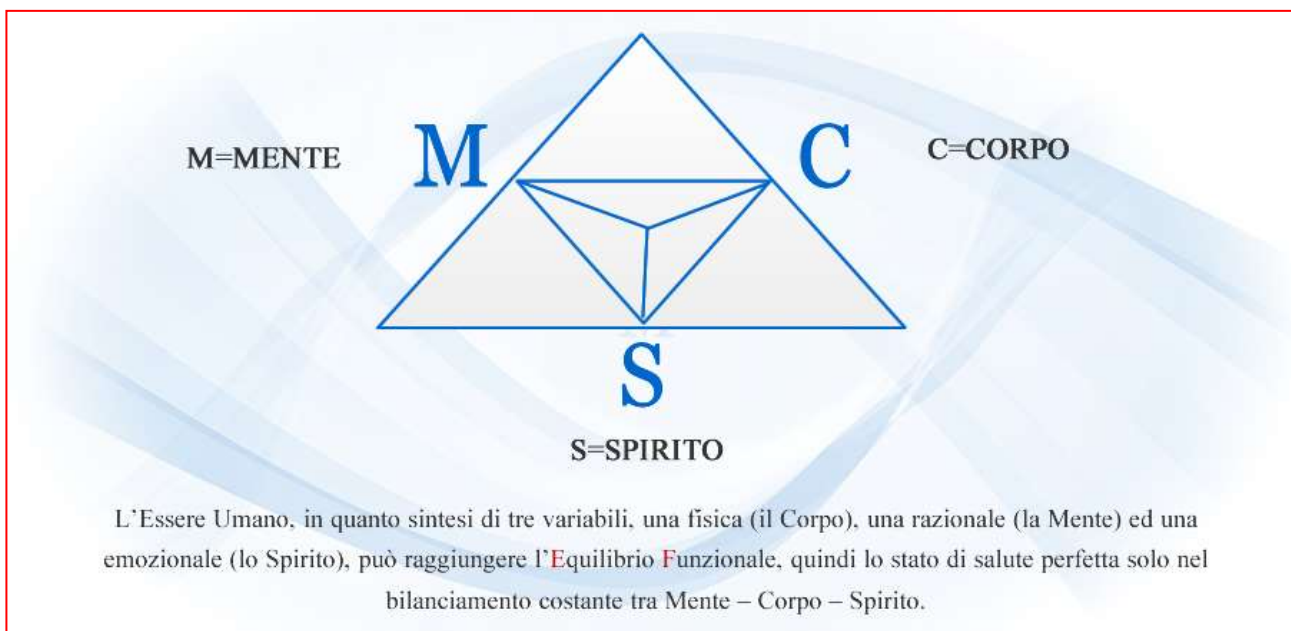 M
C
M=MENTE
C=CORPO
S
S=SPIRITO
L’Essere Umano, in quanto sintesi di tre variabili, una fisica (il Corpo), una razionale (la Mente) ed una
emozionale (lo Spirito), può raggiungere l’Equilibrio Funzionale, quindi lo stato di salute perfetta solo nel
bilanciamento costante tra Mente – Corpo – Spirito.